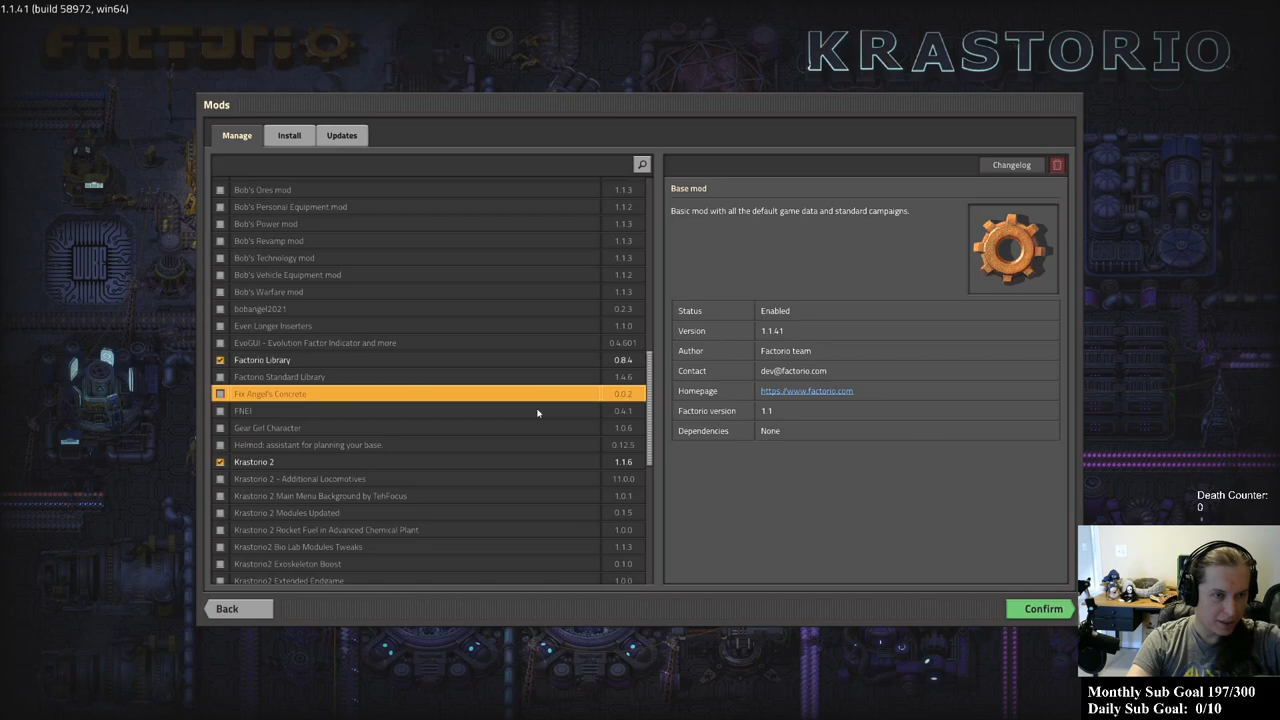 1.1.41 (build 58972, win64)
FACTORIO
KRASTORIO
Mods
Manage
Install
Updates
Changelog
Bob's Ores mod 1.1.3
Bob's Personal Equipment mod 1.1.2
Bob's Power mod 1.1.3
Bob's Revamp mod 1.1.3
Bob's Technology mod 1.1.3
Bob's Vehicle Equipment mod 1.1.2
Bob's Warfare mod 1.1.3
bobangel2021 0.2.3
Even Longer Inserters 1.1.0
EvoGUI - Evolution Factor Indicator and more 0.4.601
Factorio Library 0.8.4
Factorio Standard Library 1.4.6
Fix Angel's Concrete 0.0.2
FNEI 0.4.1
Gear Girl Character 1.0.6
Helmod: assistant for planning your base. 0.12.5
Krastorio 2 1.1.6
Krastorio 2 - Additional Locomotives 11.0.0
Krastorio 2 Main Menu Background by TehFocus 1.0.1
Krastorio 2 Modules Updated 0.1.5
Krastorio 2 Rocket Fuel in Advanced Chemical Plant 1.0.0
Krastorio2 Bio Lab Modules Tweaks 1.1.3
Krastorio2 Exoskeleton Boost 0.1.0
Krastorio2 Extended Endgame 1.0.0
Base mod
Basic mod with all the default game data and standard campaigns.
Status Enabled
Version 1.1.41
Author Factorio team
Contact dev@factorio.com
Homepage https://www.factorio.com
Factorio version 1.1
Dependencies None
Back
Confirm
Death Counter:
0
Monthly Sub Goal 197/300
Daily Sub Goal: 0/10